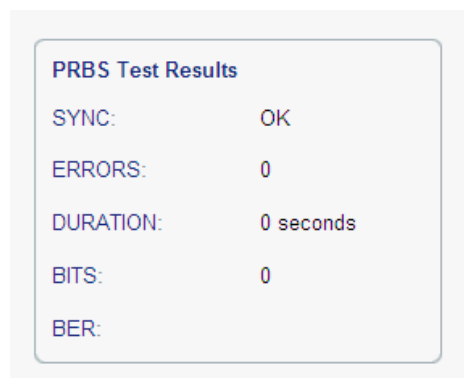 PRBS Test Results
SYNC: OK
ERRORS: 0
DURATION: 0 seconds
BITS: 0
BER: